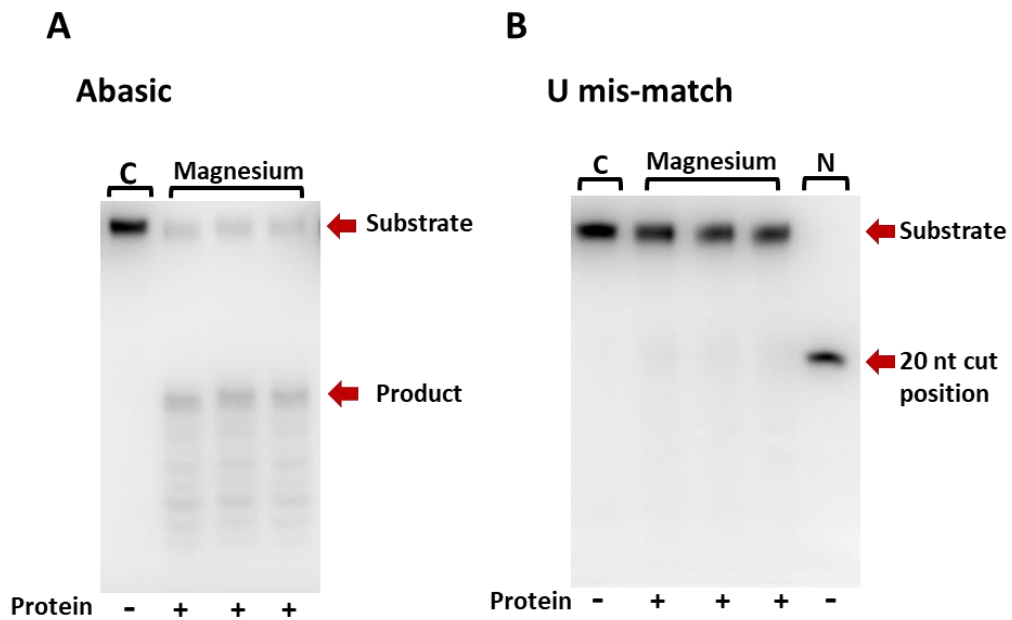 A
Abasic
C
Magnesium
Substrate
Product
Protein - + + +
B
U mis-match
C
Magnesium
N
Substrate
20 nt cut
position
Protein - + + + -